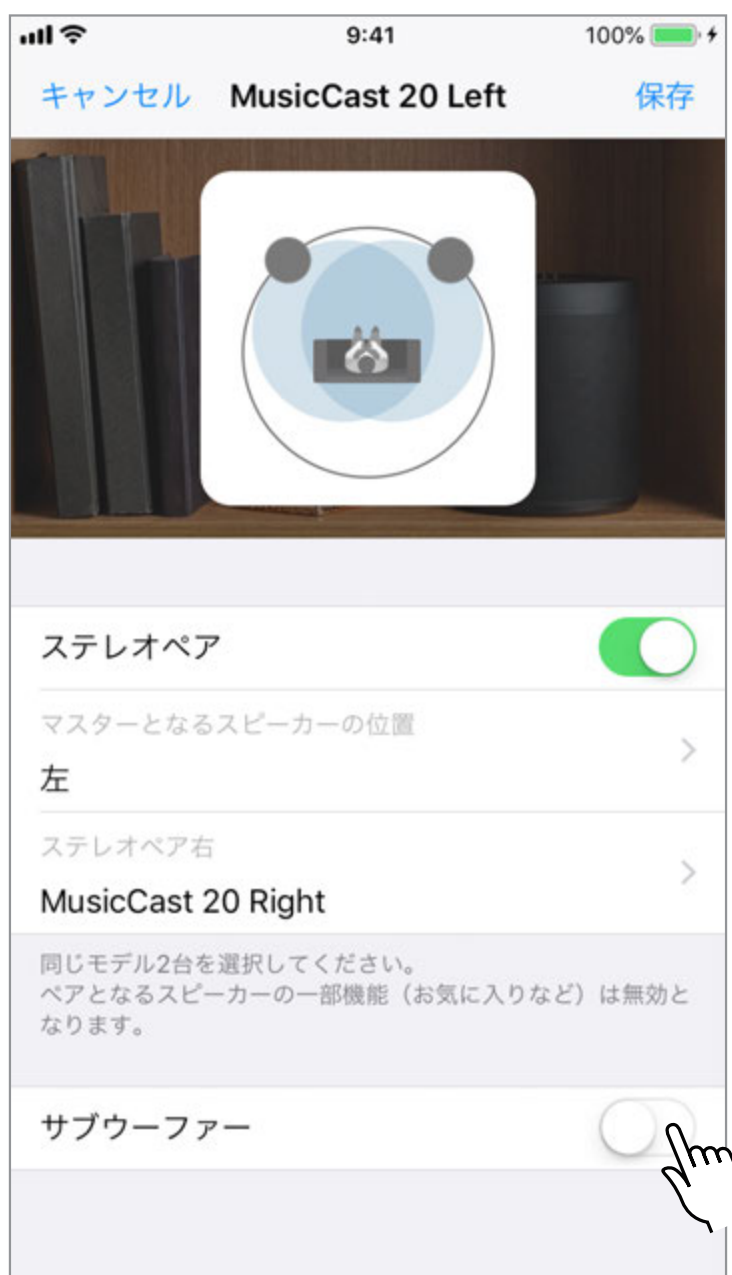 9:41
100%
キャンセル
MusicCast 20 Left
保存
ステレオペア
マスターとなるスピーカーの位置
左
ステレオペア右
MusicCast 20 Right
同じモデル2台を選択してください。
ペアとなるスピーカーの一部機能（お気に入りなど）は無効と
なります。
サブウーファー